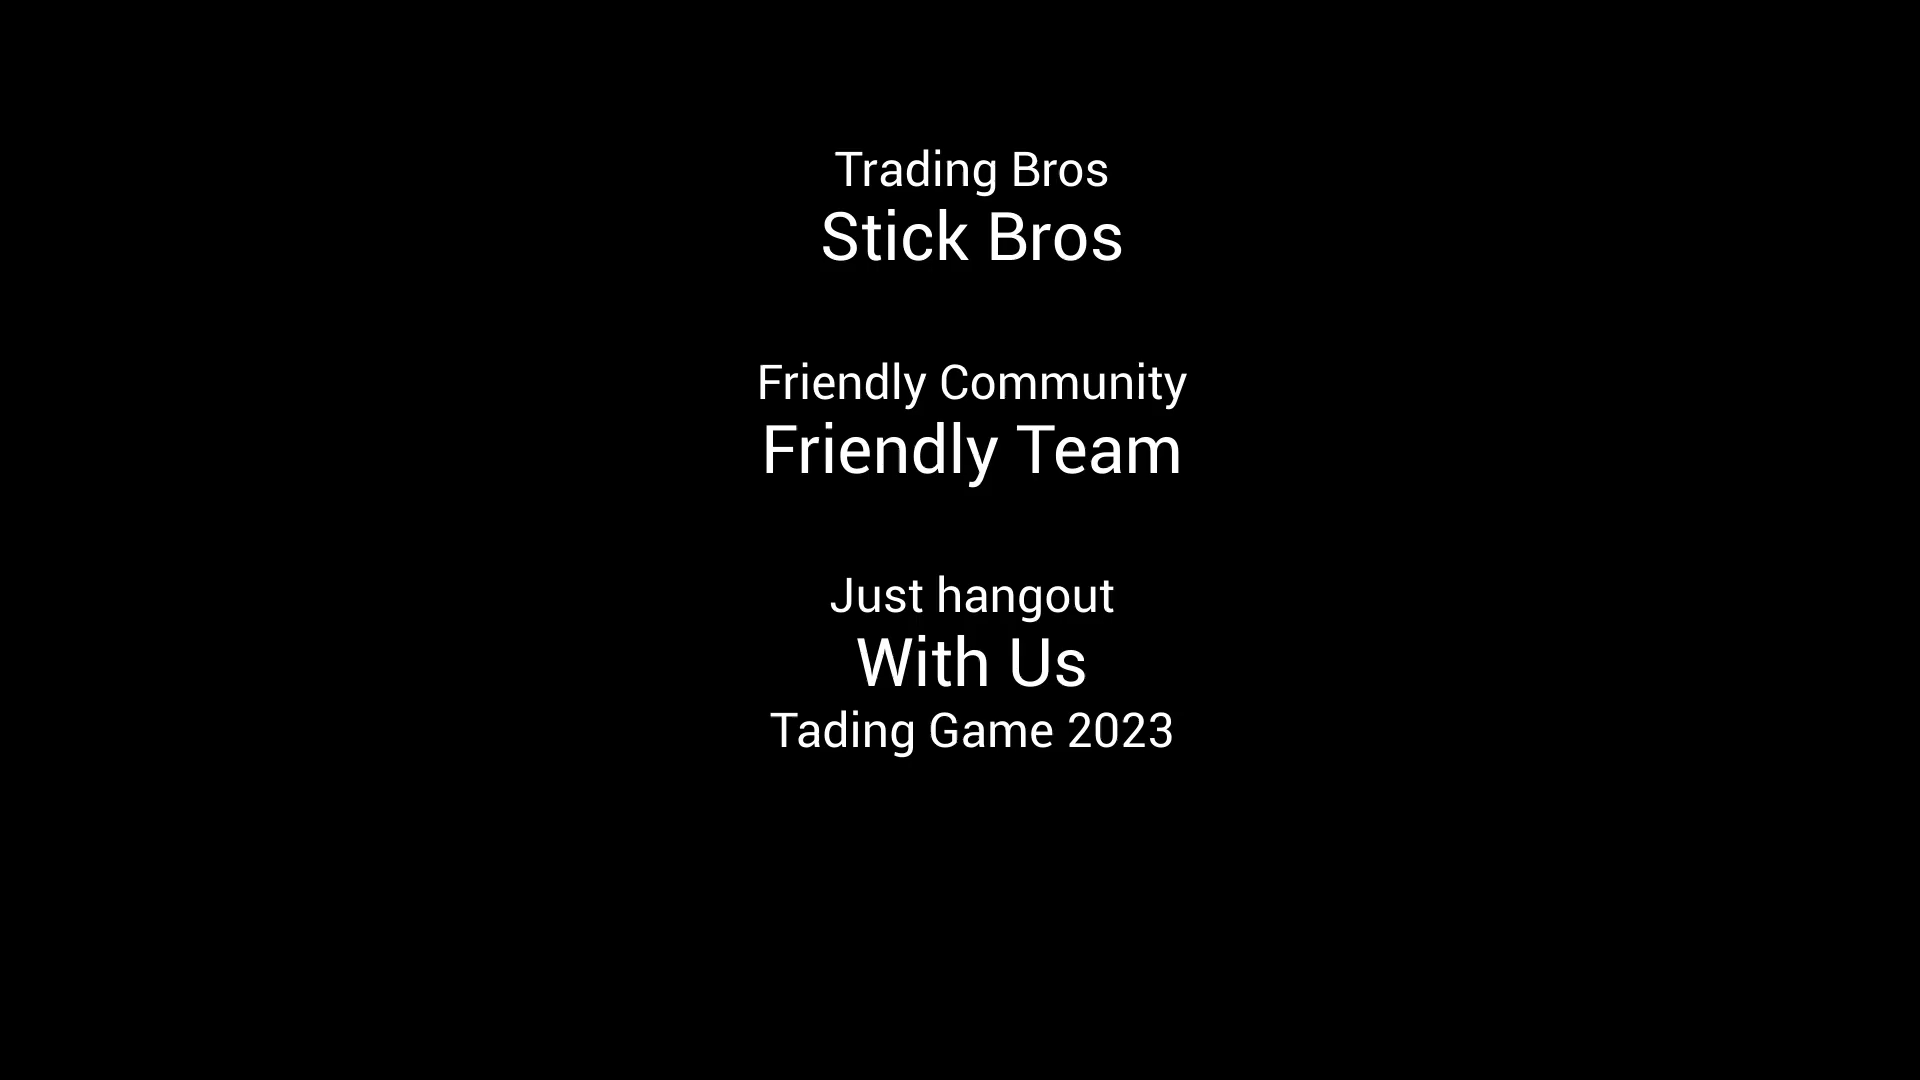 Trading Bros
Stick Bros
Friendly Community
Friendly Team
Just hangout
With Us
Tading Game 2023